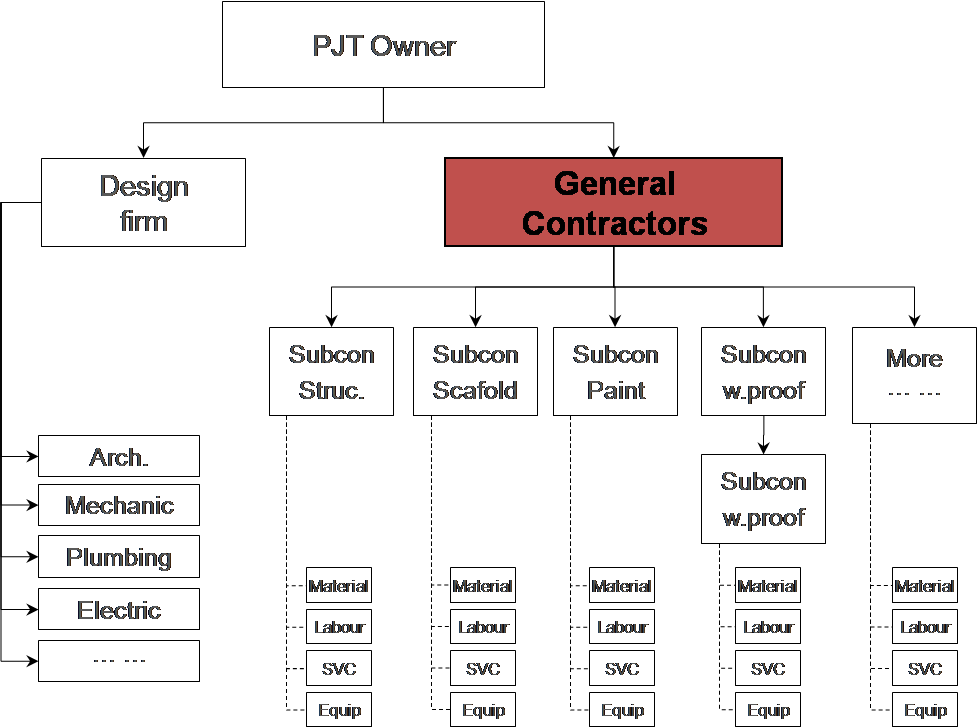 PJT Owner
Design
firm
General
Contractors
Subcon
Struc.
Subcon
Scafold
Subcon
Paint
Subcon
w.proof
More
--- ---
Subcon
w.proof
Arch.
Mechanic
Plumbing
Electric
--- ---
Material
Labour
SVC
Equip
Material
Labour
SVC
Equip
Material
Labour
SVC
Equip
Material
Labour
SVC
Equip
Material
Labour
SVC
Equip